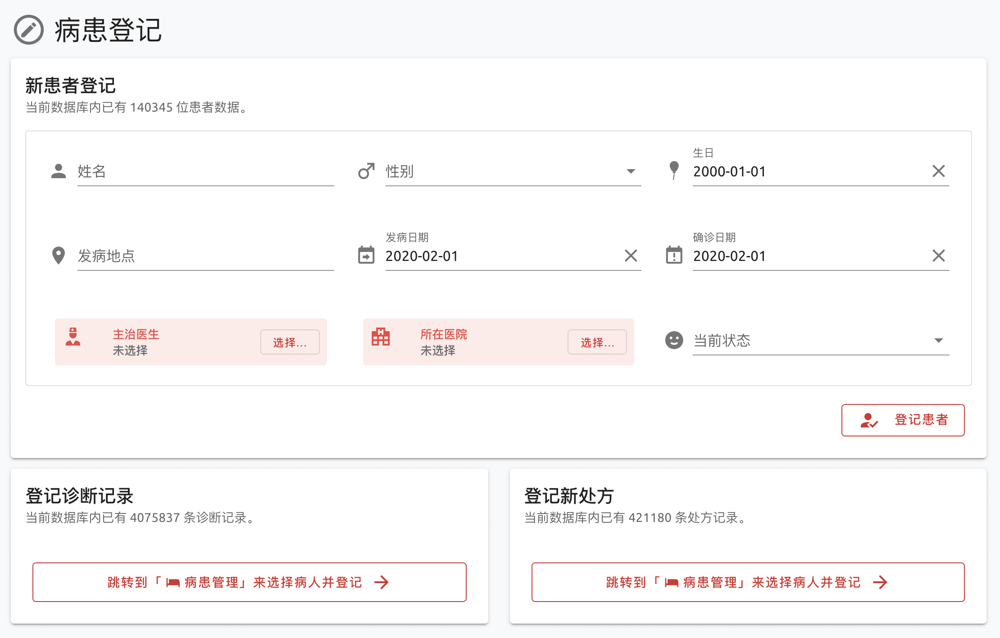 病患登记
新患者登记
当前数据库内已有 140345 位患者数据。
姓名
性别
生日
2000-01-01
发病地点
发病日期
2020-02-01
确诊日期
2020-02-01
主治医生
未选择
选择...
所在医院
未选择
选择...
当前状态
登记患者
登记诊断记录
当前数据库内已有 4075837 条诊断记录。
跳转到「 病患管理」来选择病人并登记
登记新处方
当前数据库内已有 421180 条处方记录。
跳转到「 病患管理」来选择病人并登记